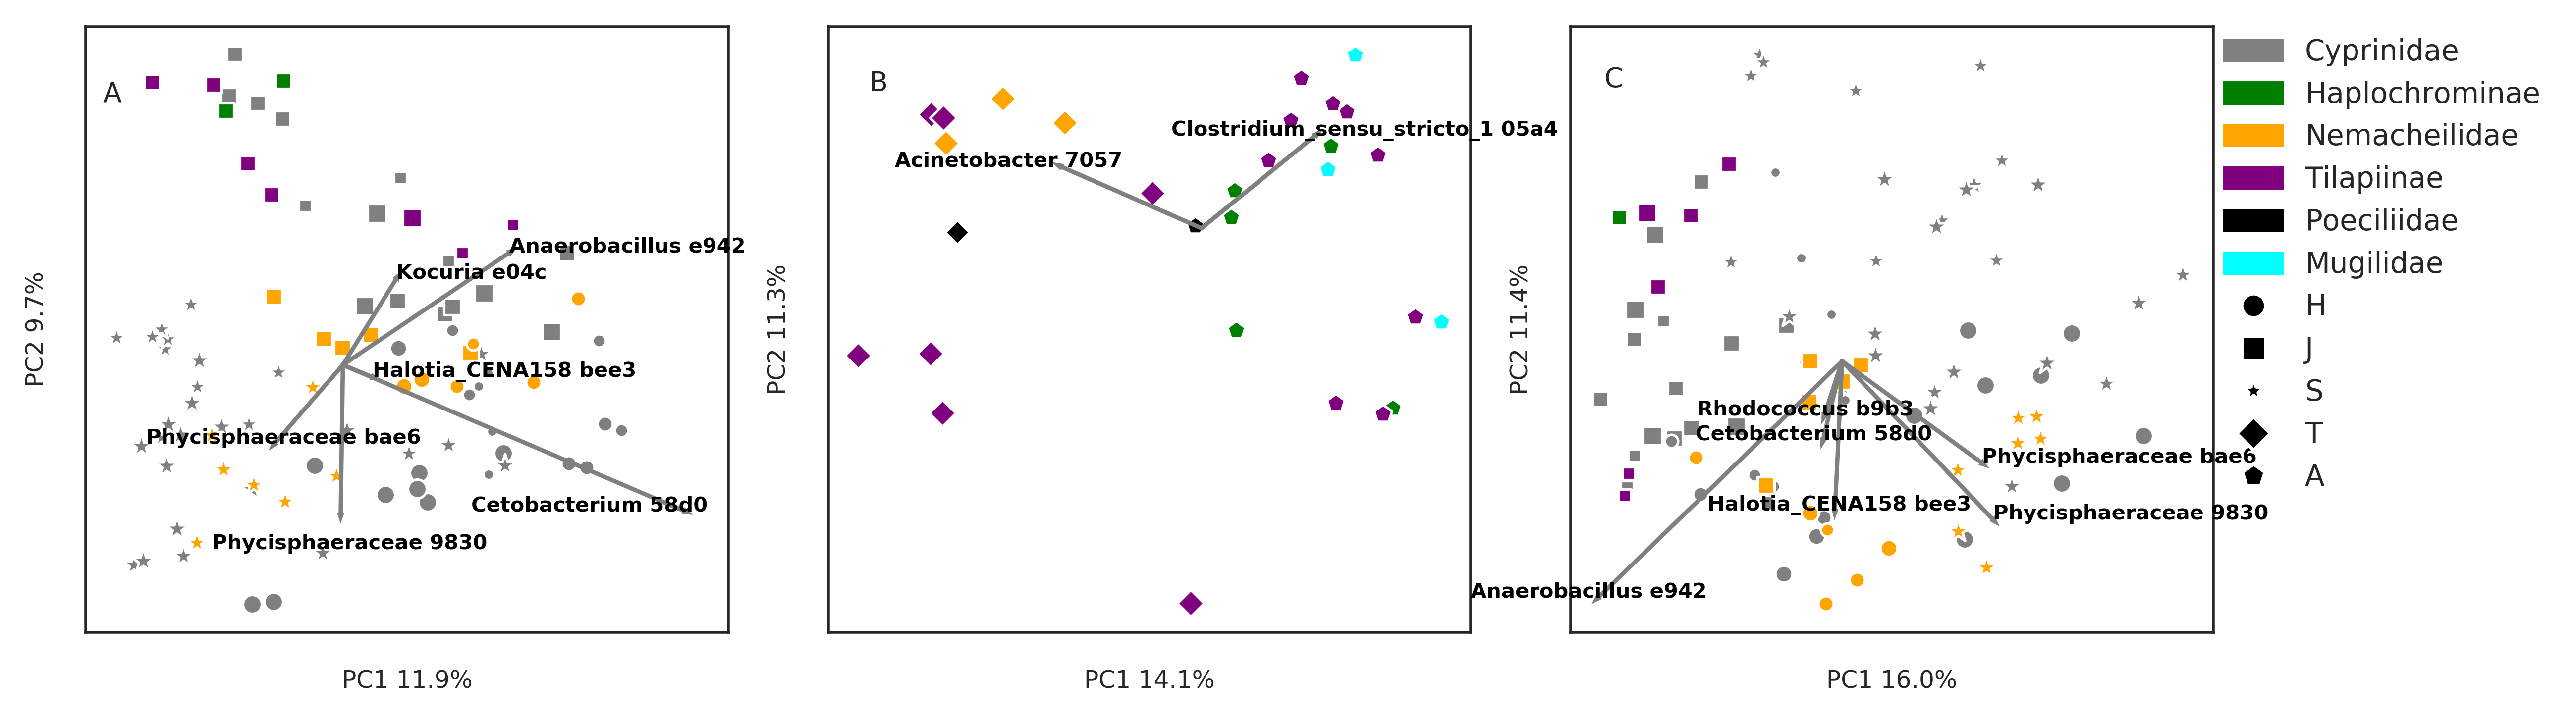 A
Anaerobacillus e942
Kocuria e04c
Halotia_CENA158 bee3
Phycisphaeraceae bae6
Cetobacterium 58d0
Phycisphaeraceae 9830
PC2 9.7%
PC1 11.9%
B
Clostridium_sensu_stricto_1 05a4
Acinetobacter 7057
PC2 11.3%
PC1 14.1%
C
Rhodococcus b9b3
Cetobacterium 58d0
Phycisphaeraceae bae6
Halotia_CENA158 bee3
Phycisphaeraceae 9830
Anaerobacillus e942
PC2 11.4%
PC1 16.0%
Cyprinidae
Haplochrominae
Nemacheilidae
Tilapiinae
Poeciliidae
Mugilidae
H
J
S
T
A